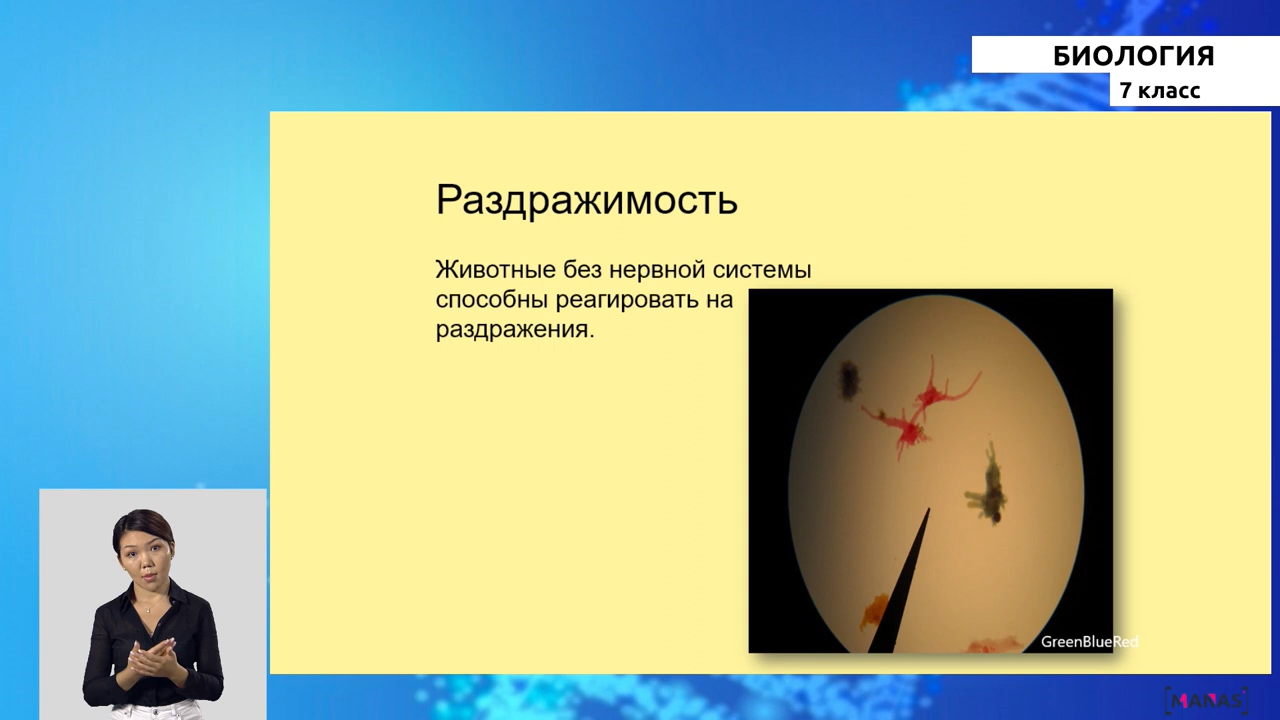 БИОЛОГИЯ
7 класс
Раздражимость
Животные без нервной системы
способны реагировать на
раздражения.
GreenBlueRed
[MANAS]